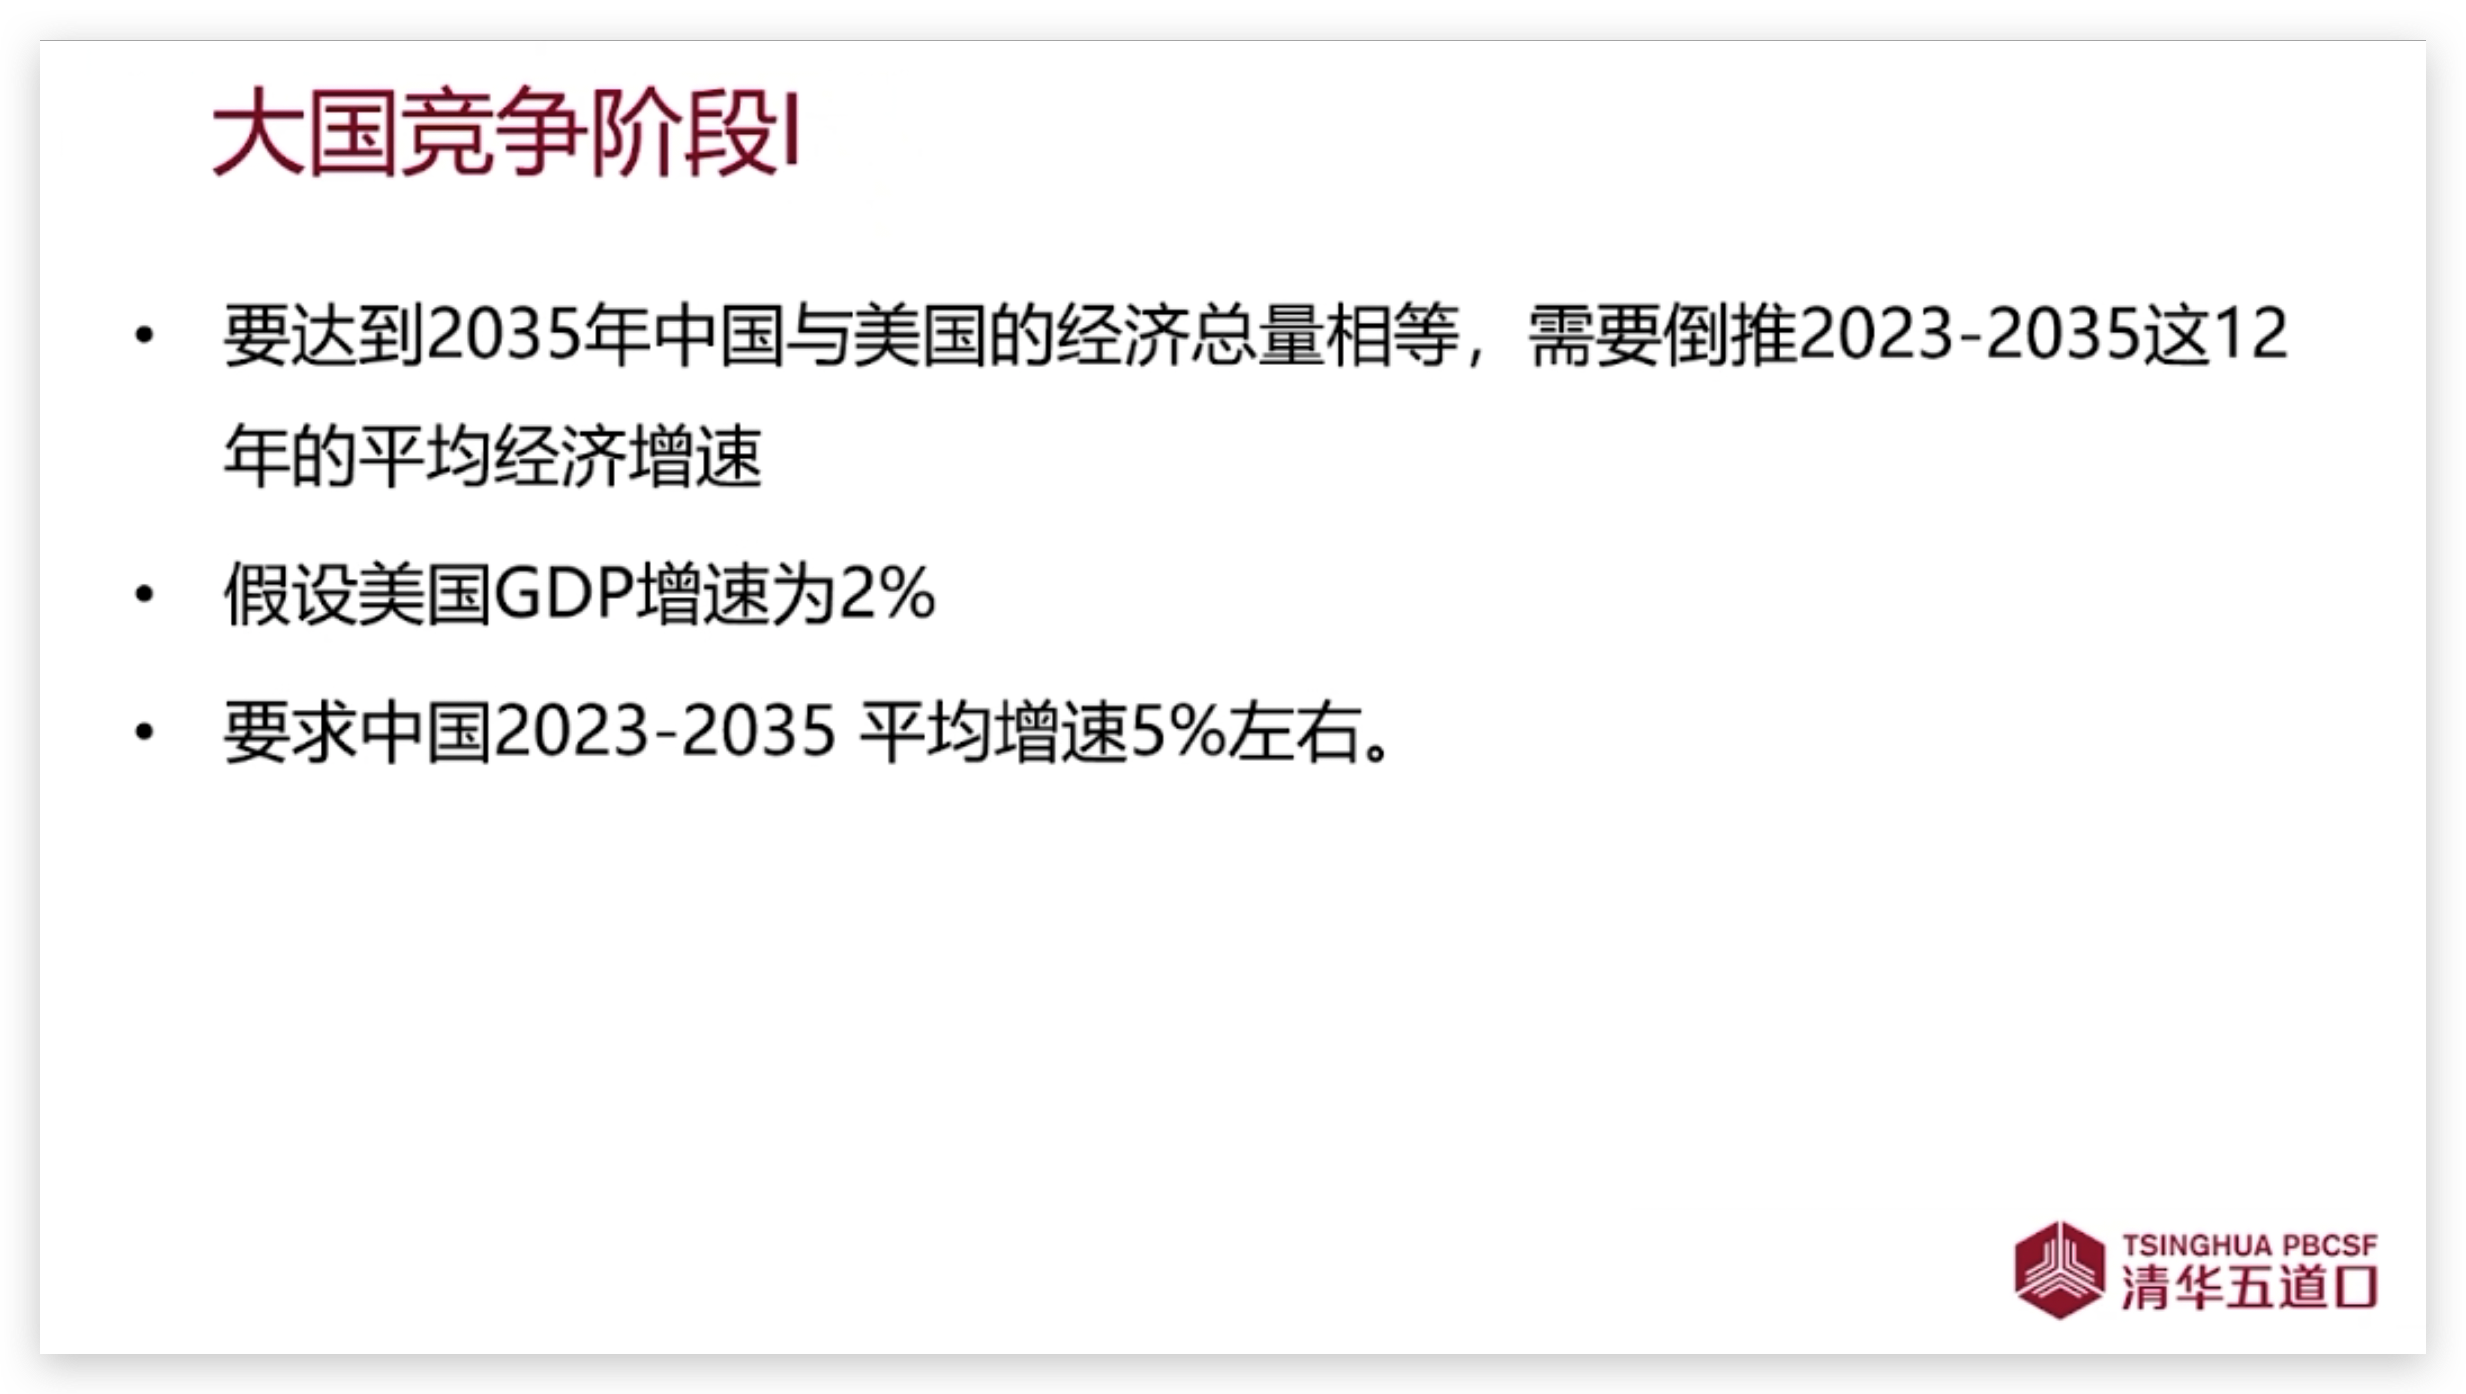 大国竞争阶段I
• 要达到2035年中国与美国的经济总量相等，需要倒推2023-2035这12
年的平均经济增速
• 假设美国GDP增速为2%
• 要求中国2023-2035 平均增速5%左右。
TSINGHUA PBCSF
清华五道口